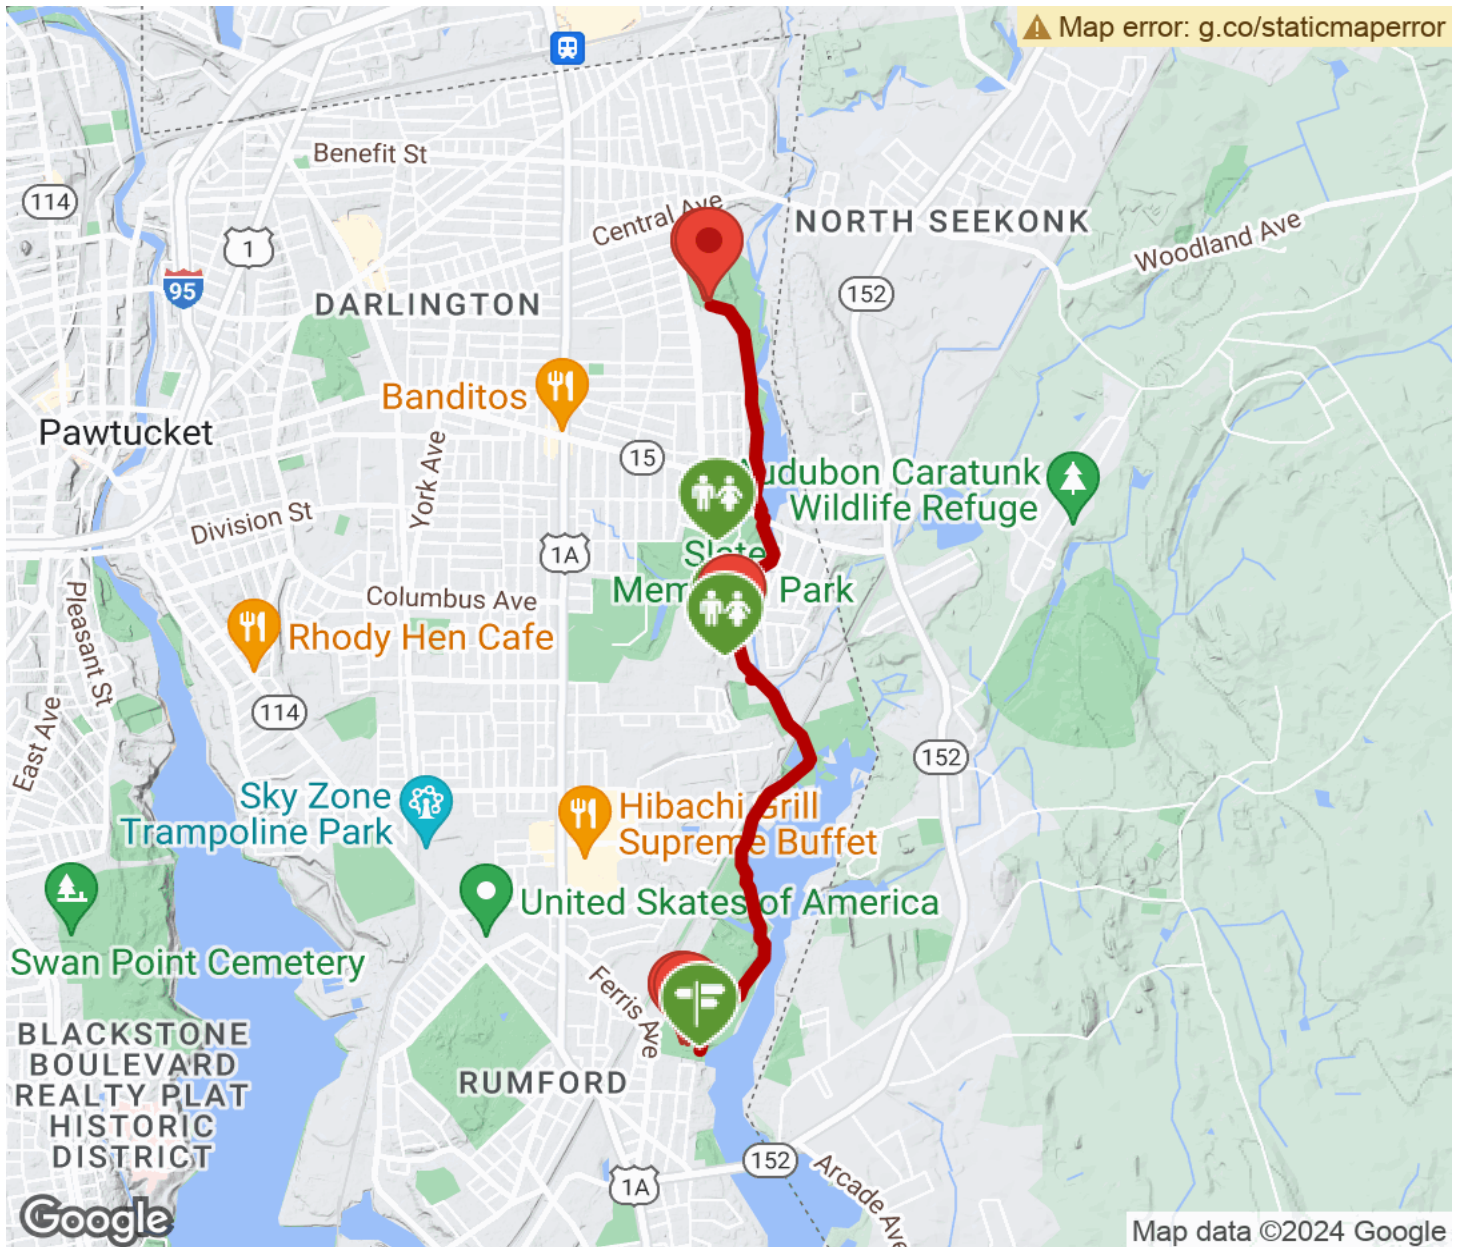 Map error: g.co/staticmaperror
Benefit St
114
Central Ave
NORTH SEEKONK
Woodland Ave
1
95
152
DARLINGTON
Banditos
Pawtucket
York Ave
15
udubon Caratunk
Wildlife Refuge
Division St
1A
Slate
Mem Park
Columbus Ave
Pleasant St
Rhody Hen Cafe
114
East Ave
152
Sky Zone
Trampoline Park
Hibachi Grill
Supreme Buffet
United Skates of America
Swan Point Cemetery
Ferris Ave
BLACKSTONE
BOULEVARD
REALTY PLAT
HISTORIC
DISTRICT
RUMFORD
152
1A
Arcade Ave
Google
Map data ©2024 Google